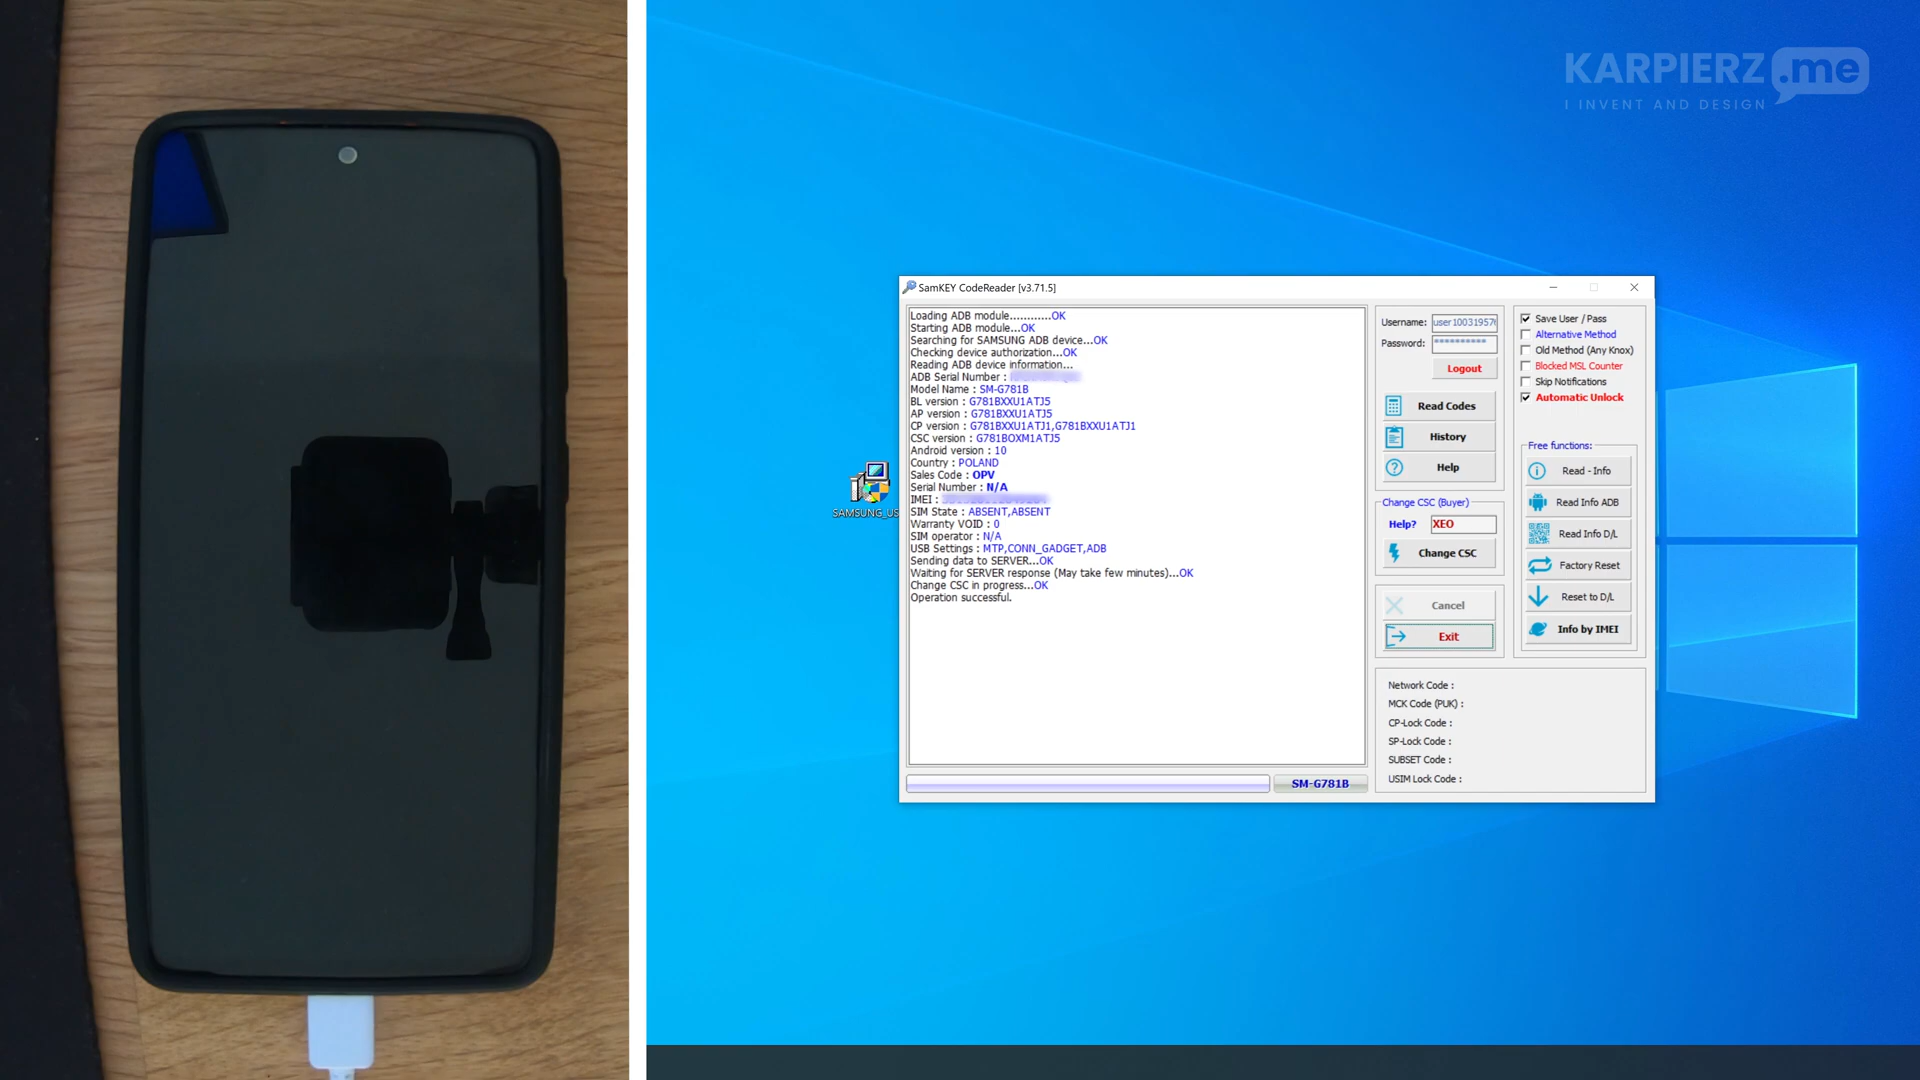 KARPIERZ.me
I INVENT AND DESIGN
SamKEY CodeReader [v3.71.5]
Loading ADB module............OK
Starting ADB module...OK
Searching for SAMSUNG ADB device...OK
Checking device authorization...OK
Reading ADB device information...
ADB Serial Number :
Model Name : SM-G781B
BL version : G781BXXU1ATJ5
AP version : G781BXXU1ATJ5
CP version : G781BXXU1ATJ1,G781BXXU1ATJ1
CSC version : G781BOXM1ATJ5
Android version : 10
Country : POLAND
Sales Code : OPV
Serial Number : N/A
IMEI :
SIM State : ABSENT,ABSENT
Warranty VOID : 0
SIM operator : N/A
USB Settings : MTP,CONN_GADGET,ADB
Sending data to SERVER...OK
Waiting for SERVER response (May take few minutes)...OK
Change CSC in progress...OK
Operation successful.
SM-G781B
SAMSUNG_US
Username: user10031957
Password: **********
Logout
Read Codes
History
Help
Change CSC (Buyer)
Help? XEO
Change CSC
Cancel
Exit
Save User / Pass
Alternative Method
Old Method (Any Knox)
Blocked MSL Counter
Skip Notifications
Automatic Unlock
Free functions:
Read - Info
Read Info ADB
Read Info D/L
Factory Reset
Reset to D/L
Info by IMEI
Network Code :
MCK Code (PUK) :
CP-Lock Code :
SP-Lock Code :
SUBSET Code :
USIM Lock Code :